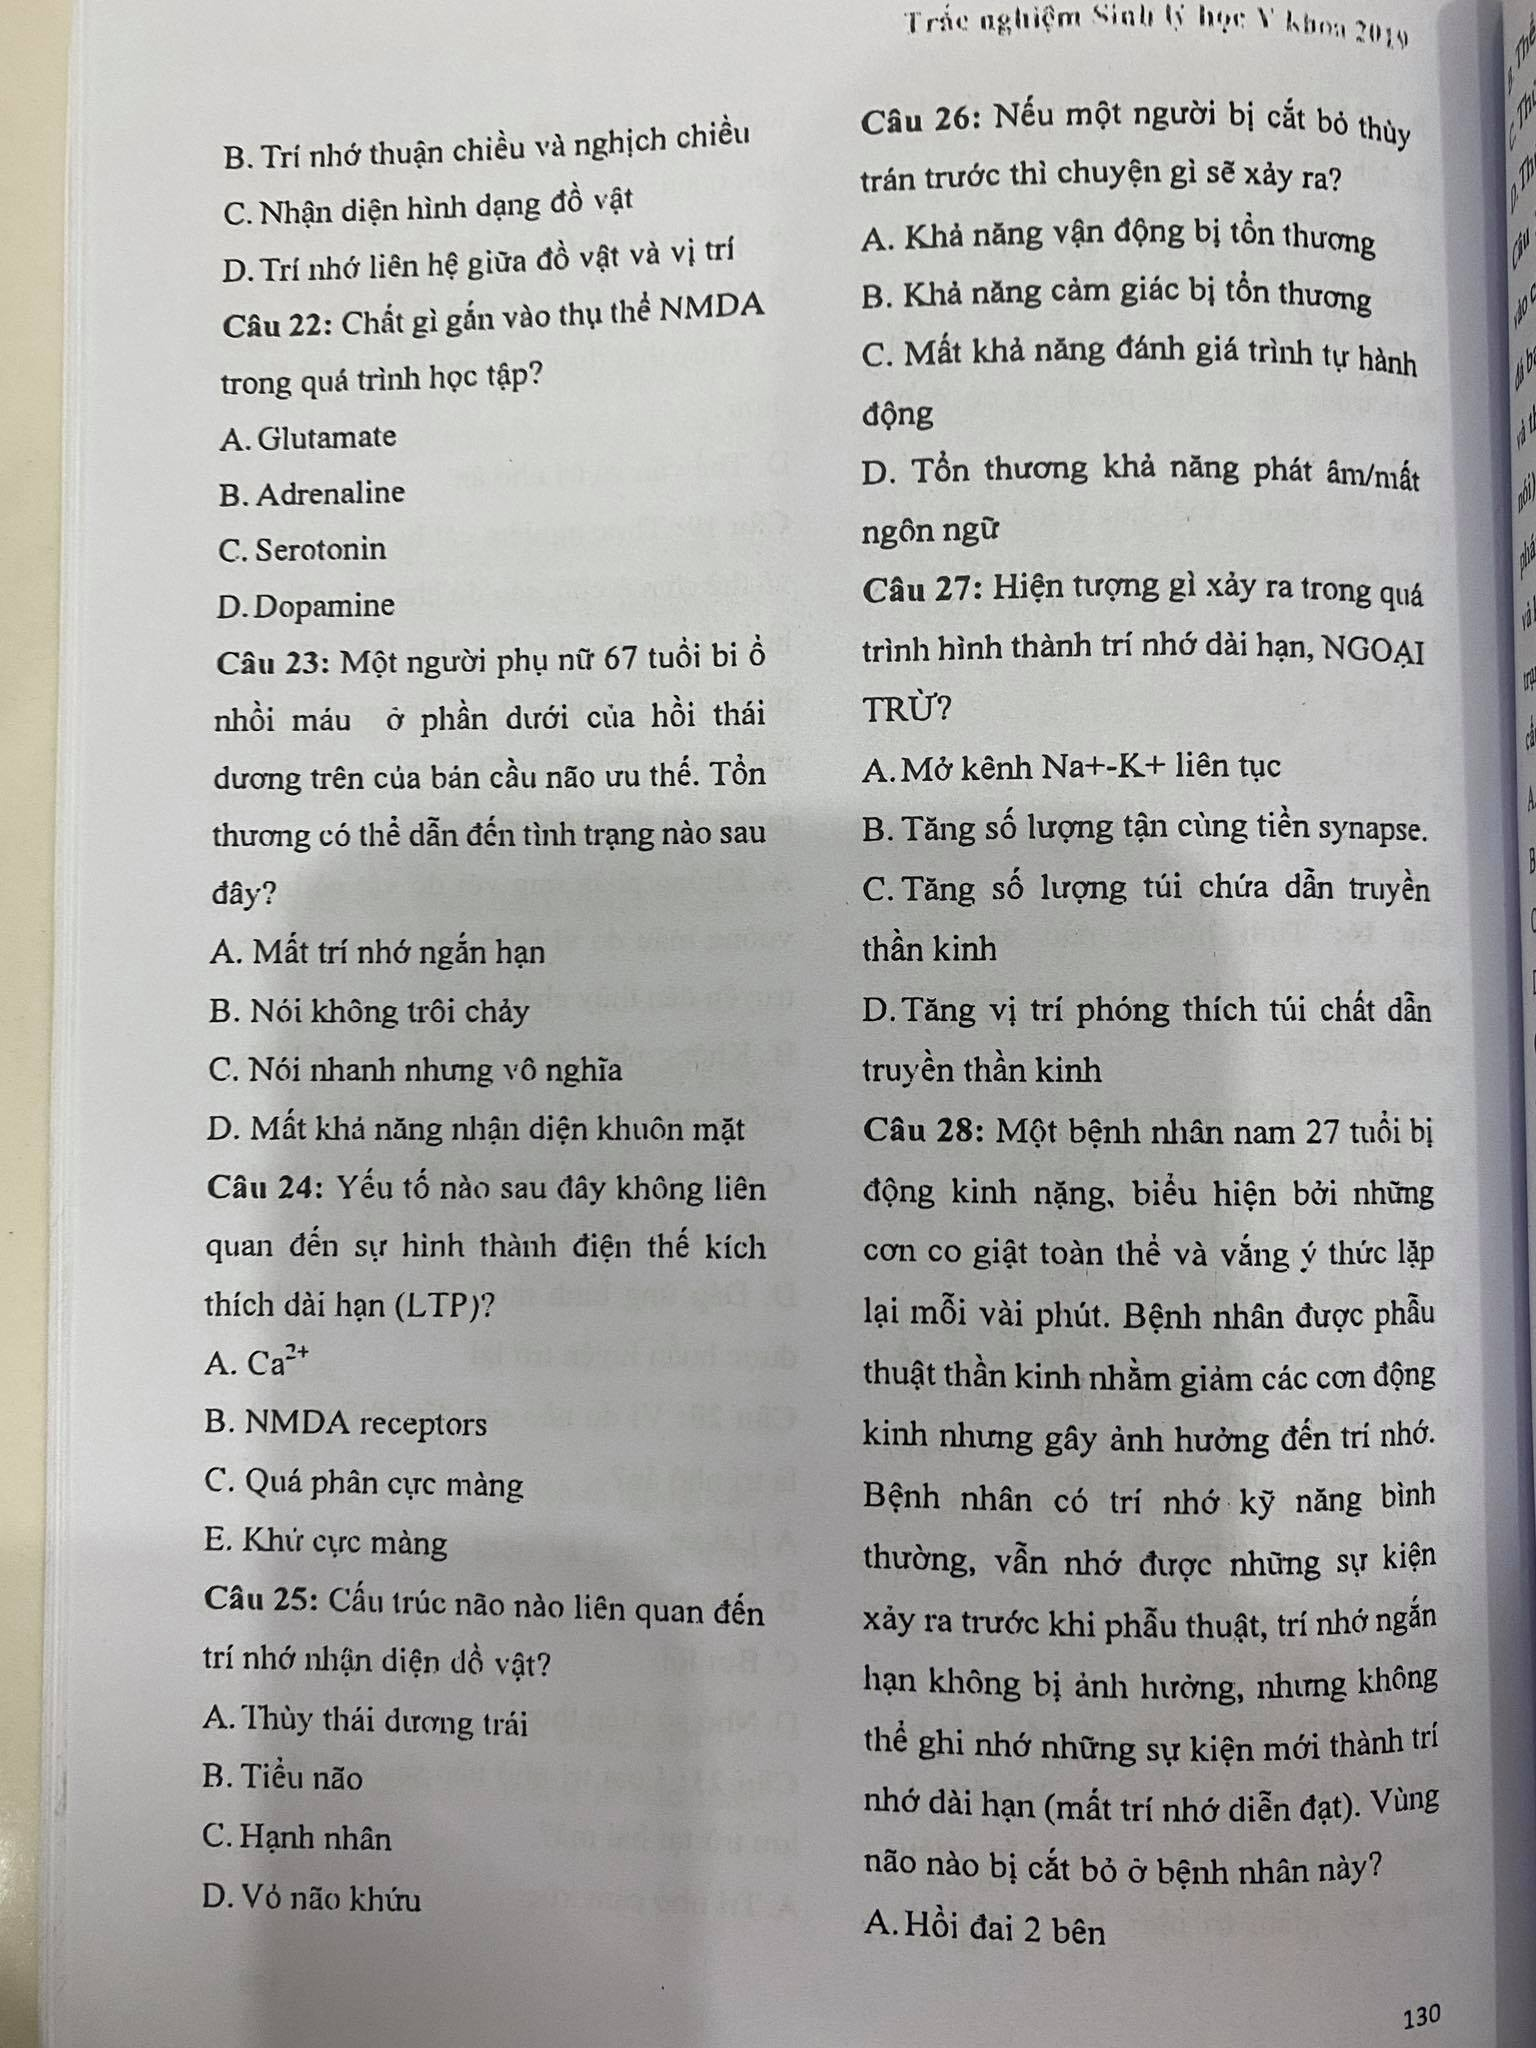 Trắc nghiệm Sinh lý học Y khoa 2019
B. Trí nhớ thuận chiều và nghịch chiều
C. Nhận diện hình dạng đồ vật
D. Trí nhớ liên hệ giữa đồ vật và vị trí
Câu 22: Chất gì gắn vào thụ thể NMDA
trong quá trình học tập?
A. Glutamate
B. Adrenaline
C. Serotonin
D. Dopamine
Câu 23: Một người phụ nữ 67 tuổi bi ổ
nhồi máu ở phần dưới của hồi thái
dương trên của bán cầu não ưu thế. Tổn
thương có thể dẫn đến tình trạng nào sau
đây?
A. Mất trí nhớ ngắn hạn
B. Nói không trôi chảy
C. Nói nhanh nhưng vô nghĩa
D. Mất khả năng nhận diện khuôn mặt
Câu 24: Yếu tố nào sau đây không liên
quan đến sự hình thành điện thế kích
thích dài hạn (LTP)?
A. Ca²⁺
B. NMDA receptors
C. Quá phân cực màng
E. Khử cực màng
Câu 25: Cấu trúc não nào liên quan đến
trí nhớ nhận diện đồ vật?
A. Thùy thái dương trái
B. Tiểu não
C. Hạnh nhân
D. Vỏ não khứu
Câu 26: Nếu một người bị cắt bỏ thùy
trán trước thì chuyện gì sẽ xảy ra?
A. Khả năng vận động bị tổn thương
B. Khả năng cảm giác bị tổn thương
C. Mất khả năng đánh giá trình tự hành
động
D. Tổn thương khả năng phát âm/mất
ngôn ngữ
Câu 27: Hiện tượng gì xảy ra trong quá
trình hình thành trí nhớ dài hạn, NGOẠI
TRỪ?
A. Mở kênh Na+-K+ liên tục
B. Tăng số lượng tận cùng tiền synapse.
C. Tăng số lượng túi chứa dẫn truyền
thần kinh
D. Tăng vị trí phóng thích túi chất dẫn
truyền thần kinh
Câu 28: Một bệnh nhân nam 27 tuổi bị
động kinh nặng, biểu hiện bởi những
cơn co giật toàn thể và vắng ý thức lặp
lại mỗi vài phút. Bệnh nhân được phẫu
thuật thần kinh nhằm giảm các cơn động
kinh nhưng gây ảnh hưởng đến trí nhớ.
Bệnh nhân có trí nhớ kỹ năng bình
thường, vẫn nhớ được những sự kiện
xảy ra trước khi phẫu thuật, trí nhớ ngắn
hạn không bị ảnh hưởng, nhưng không
thể ghi nhớ những sự kiện mới thành trí
nhớ dài hạn (mất trí nhớ diễn đạt). Vùng
não nào bị cắt bỏ ở bệnh nhân này?
A. Hồi đai 2 bên
130